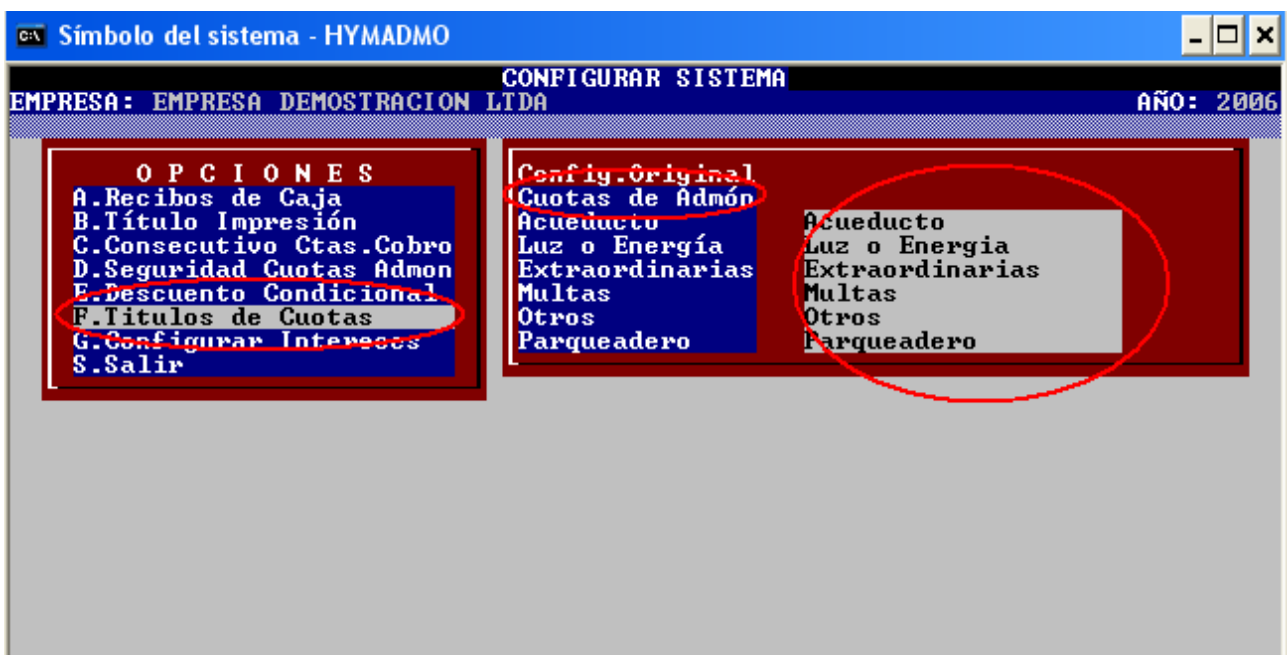 Símbolo del sistema - HYMADMO
CONFIGURAR SISTEMA
EMPRESA: EMPRESA DEMOSTRACION LTDA AÑO: 2006
O P C I O N E S
A.Recibos de Caja
B.Título Impresión
C.Consecutivo Ctas.Cobro
D.Seguridad Cuotas Admon
E.Descuento Condicional
F.Titulos de Cuotas
G.Configurar Intereses
S.Salir
Config.Original
Cuotas de Admón
Acueducto Acueducto
Luz o Energía Luz o Energia
Extraordinarias Extraordinarias
Multas Multas
Otros Otros
Parqueadero Parqueadero